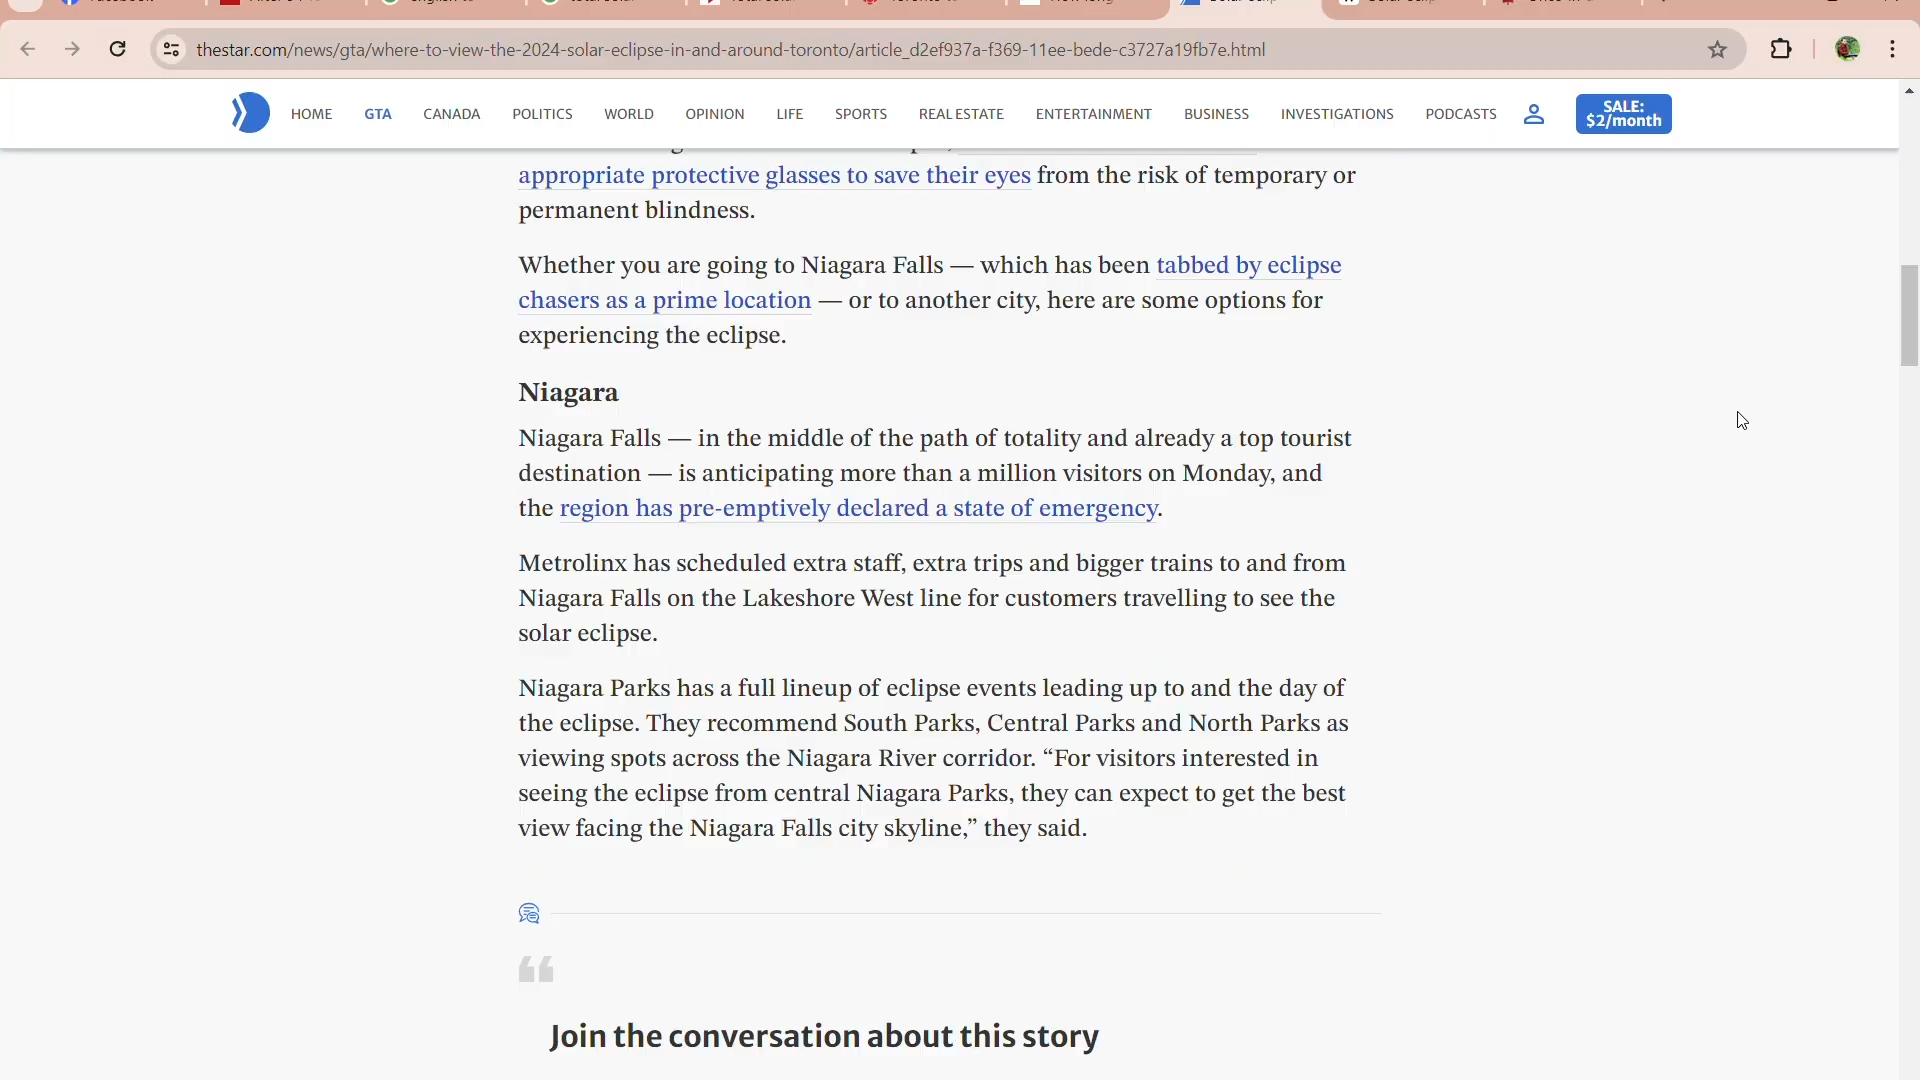 thestar.com/news/gta/where-to-view-the-2024-solar-eclipse-in-and-around-toronto/article_d2ef937a-f369-11ee-bede-c3727a19fb7e.html
HOME GTA CANADA POLITICS WORLD OPINION LIFE SPORTS REAL ESTATE ENTERTAINMENT BUSINESS INVESTIGATIONS PODCASTS SALE: $2/month
appropriate protective glasses to save their eyes from the risk of temporary or
permanent blindness.
Whether you are going to Niagara Falls — which has been tabbed by eclipse
chasers as a prime location — or to another city, here are some options for
experiencing the eclipse.
Niagara
Niagara Falls — in the middle of the path of totality and already a top tourist
destination — is anticipating more than a million visitors on Monday, and
the region has pre-emptively declared a state of emergency.
Metrolinx has scheduled extra staff, extra trips and bigger trains to and from
Niagara Falls on the Lakeshore West line for customers travelling to see the
solar eclipse.
Niagara Parks has a full lineup of eclipse events leading up to and the day of
the eclipse. They recommend South Parks, Central Parks and North Parks as
viewing spots across the Niagara River corridor. “For visitors interested in
seeing the eclipse from central Niagara Parks, they can expect to get the best
view facing the Niagara Falls city skyline,” they said.
Join the conversation about this story